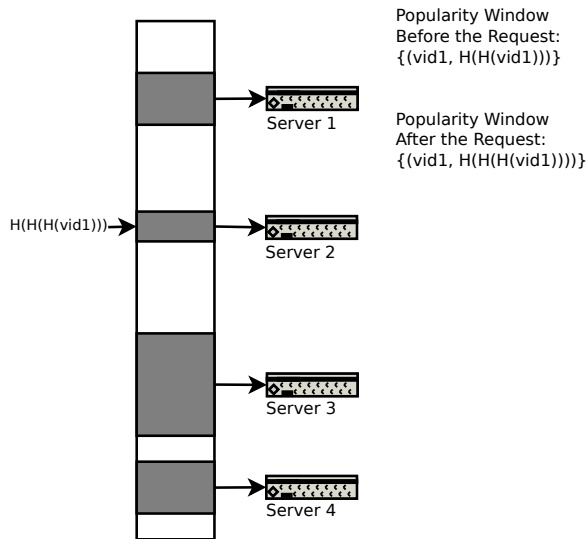 Popularity Window
Before the Request:
{(vid1, H(H(vid1)))}
Server 1
Popularity Window
After the Request:
{(vid1, H(H(H(vid1))))}
H(H(H(vid1)))
Server 2
Server 3
Server 4